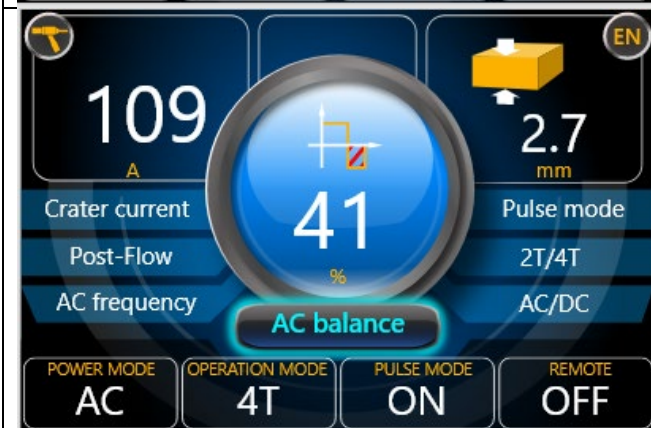 EN
109
A
2.7
mm
41
%
Crater current
Post-Flow
AC frequency
Pulse mode
2T/4T
AC/DC
AC balance
POWER MODE
AC
OPERATION MODE
4T
PULSE MODE
ON
REMOTE
OFF